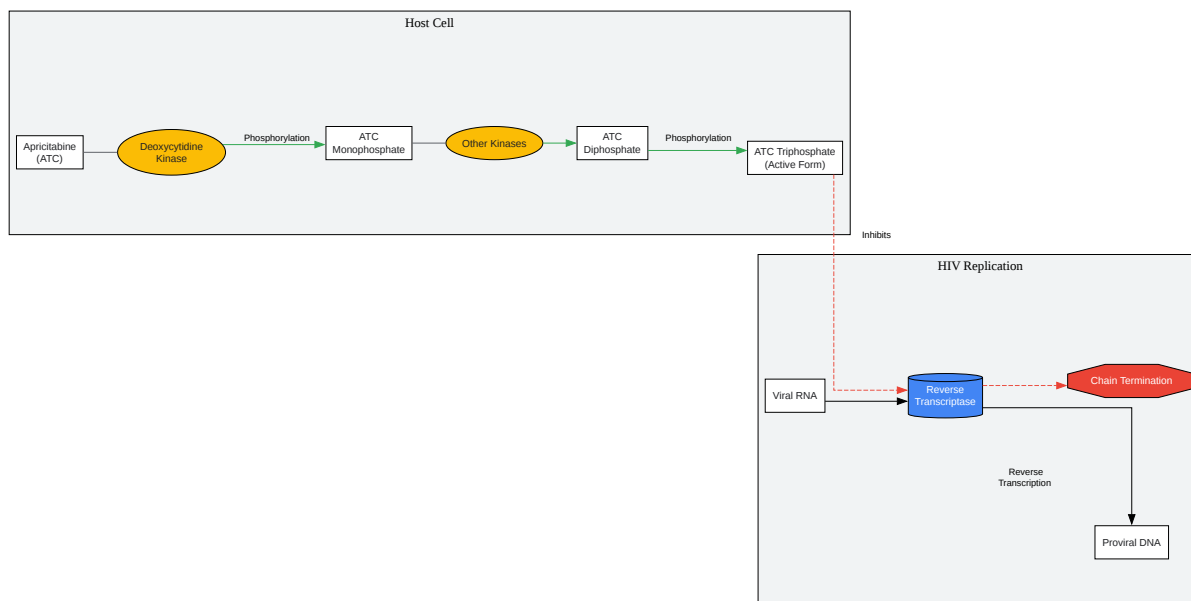 Host Cell
Apricitabine
(ATC)
Deoxycytidine
Kinase
Phosphorylation
ATC
Monophosphate
Other Kinases
ATC
Diphosphate
Phosphorylation
ATC Triphosphate
(Active Form)
Inhibits
HIV Replication
Viral RNA
Reverse
Transcriptase
Chain Termination
Reverse
Transcription
Proviral DNA